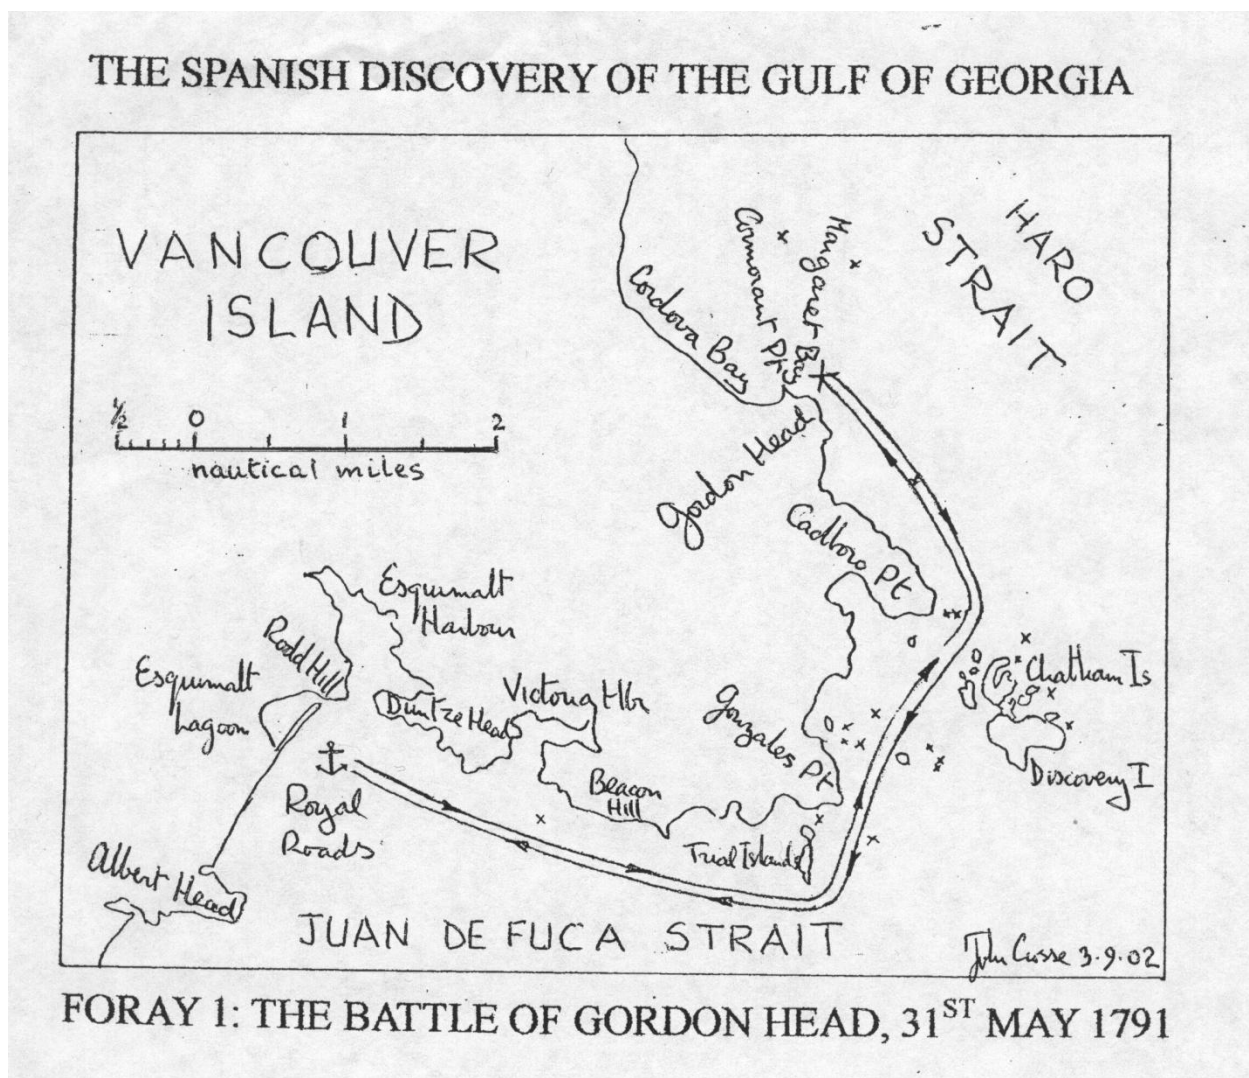 THE SPANISH DISCOVERY OF THE GULF OF GEORGIA
VANCOUVER
ISLAND
HARO
STRAIT
Cormorant Pt
Margaret Bay
Cordova Bay
½ 0 1 2
nautical miles
Gordon Head
Cadboro Pt
Esquimalt
Harbour
Rodd Hill
Esquimalt
Lagoon
Duntze Head
Victoria Hbr
Gonzales Pt
Chatham Is
Discovery I
Beacon
Hill
Royal
Roads
Trial Islands
Albert Head
JUAN DE FUCA STRAIT
John Crosse 3.9.02
FORAY 1: THE BATTLE OF GORDON HEAD, 31ST MAY 1791